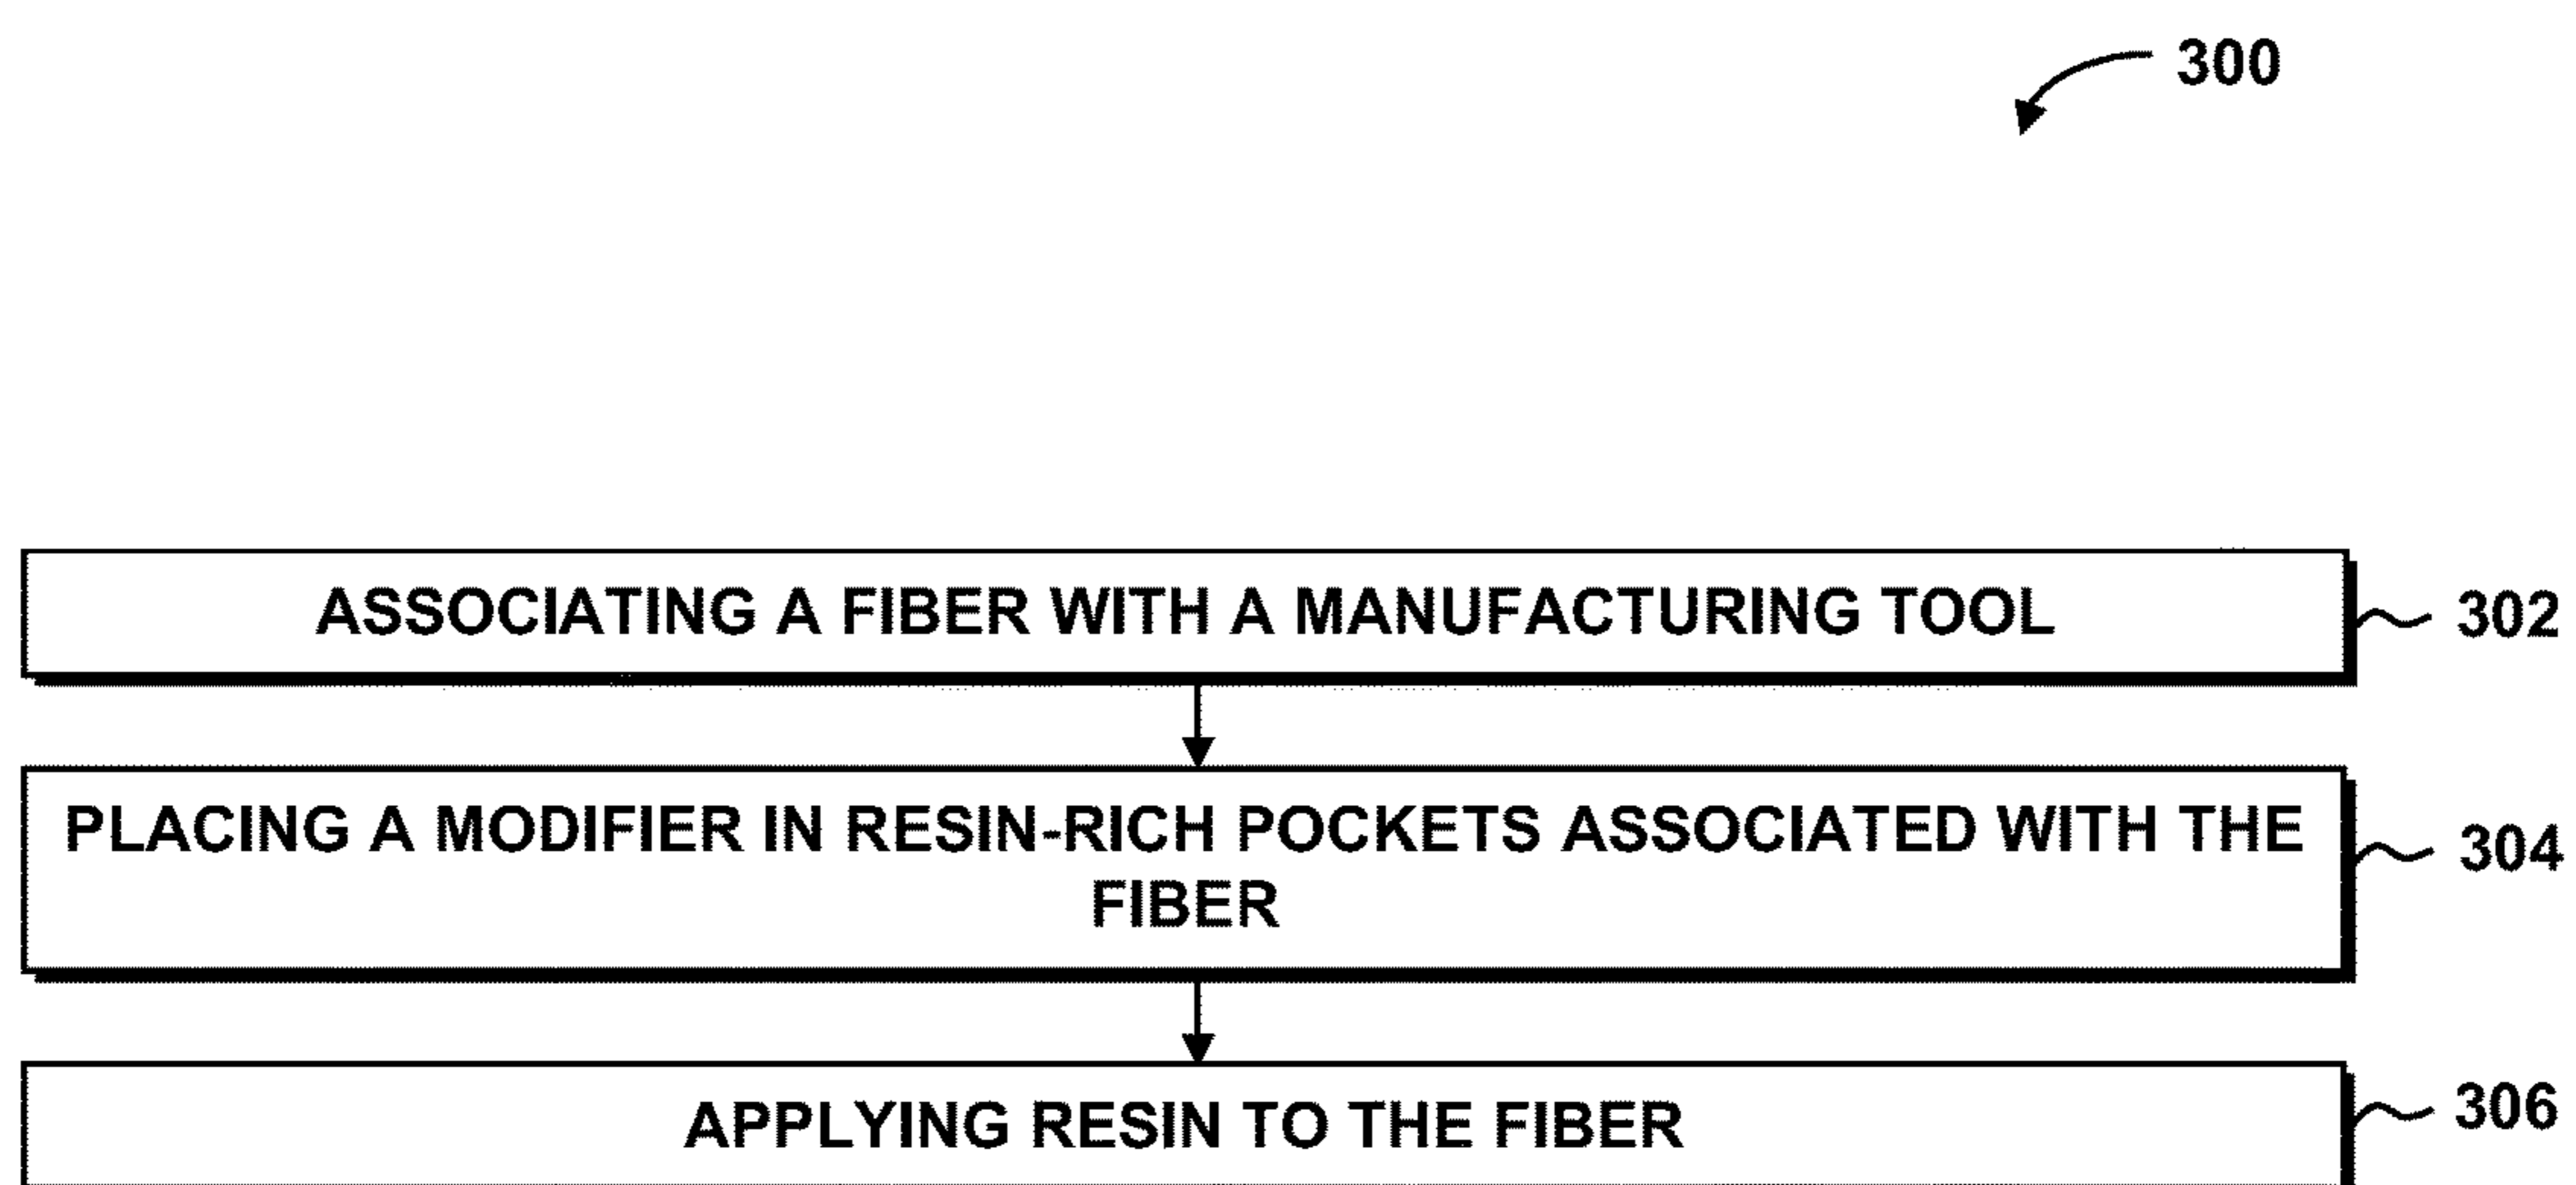 300
ASSOCIATING A FIBER WITH A MANUFACTURING TOOL
302
PLACING A MODIFIER IN RESIN-RICH POCKETS ASSOCIATED WITH THE
FIBER
304
APPLYING RESIN TO THE FIBER
306